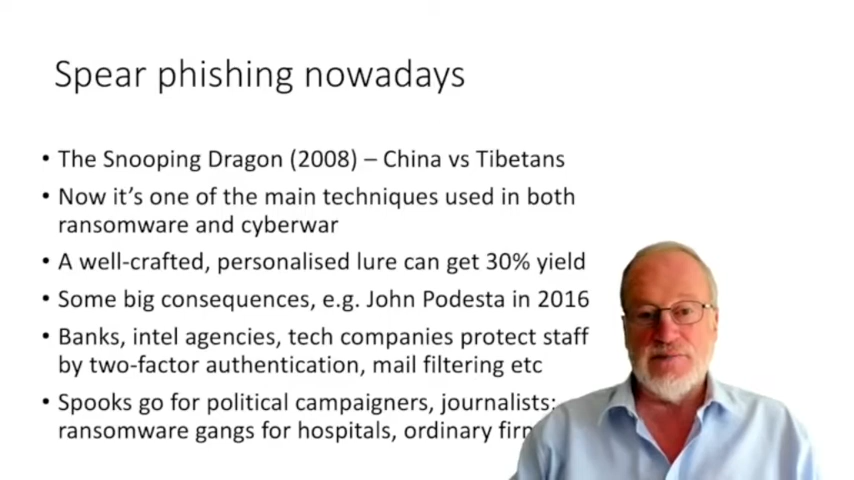 Spear phishing nowadays
• The Snooping Dragon (2008) – China vs Tibetans
• Now it's one of the main techniques used in both
ransomware and cyberwar
• A well-crafted, personalised lure can get 30% yield
• Some big consequences, e.g. John Podesta in 2016
• Banks, intel agencies, tech companies protect staff
by two-factor authentication, mail filtering etc
• Spooks go for political campaigners, journalists;
ransomware gangs for hospitals, ordinary